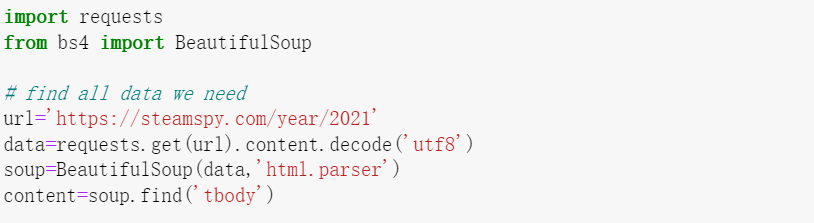 import requests
from bs4 import BeautifulSoup
# find all data we need
url='https://steamspy.com/year/2021'
data=requests.get(url).content.decode('utf8')
soup=BeautifulSoup(data,'html.parser')
content=soup.find('tbody')